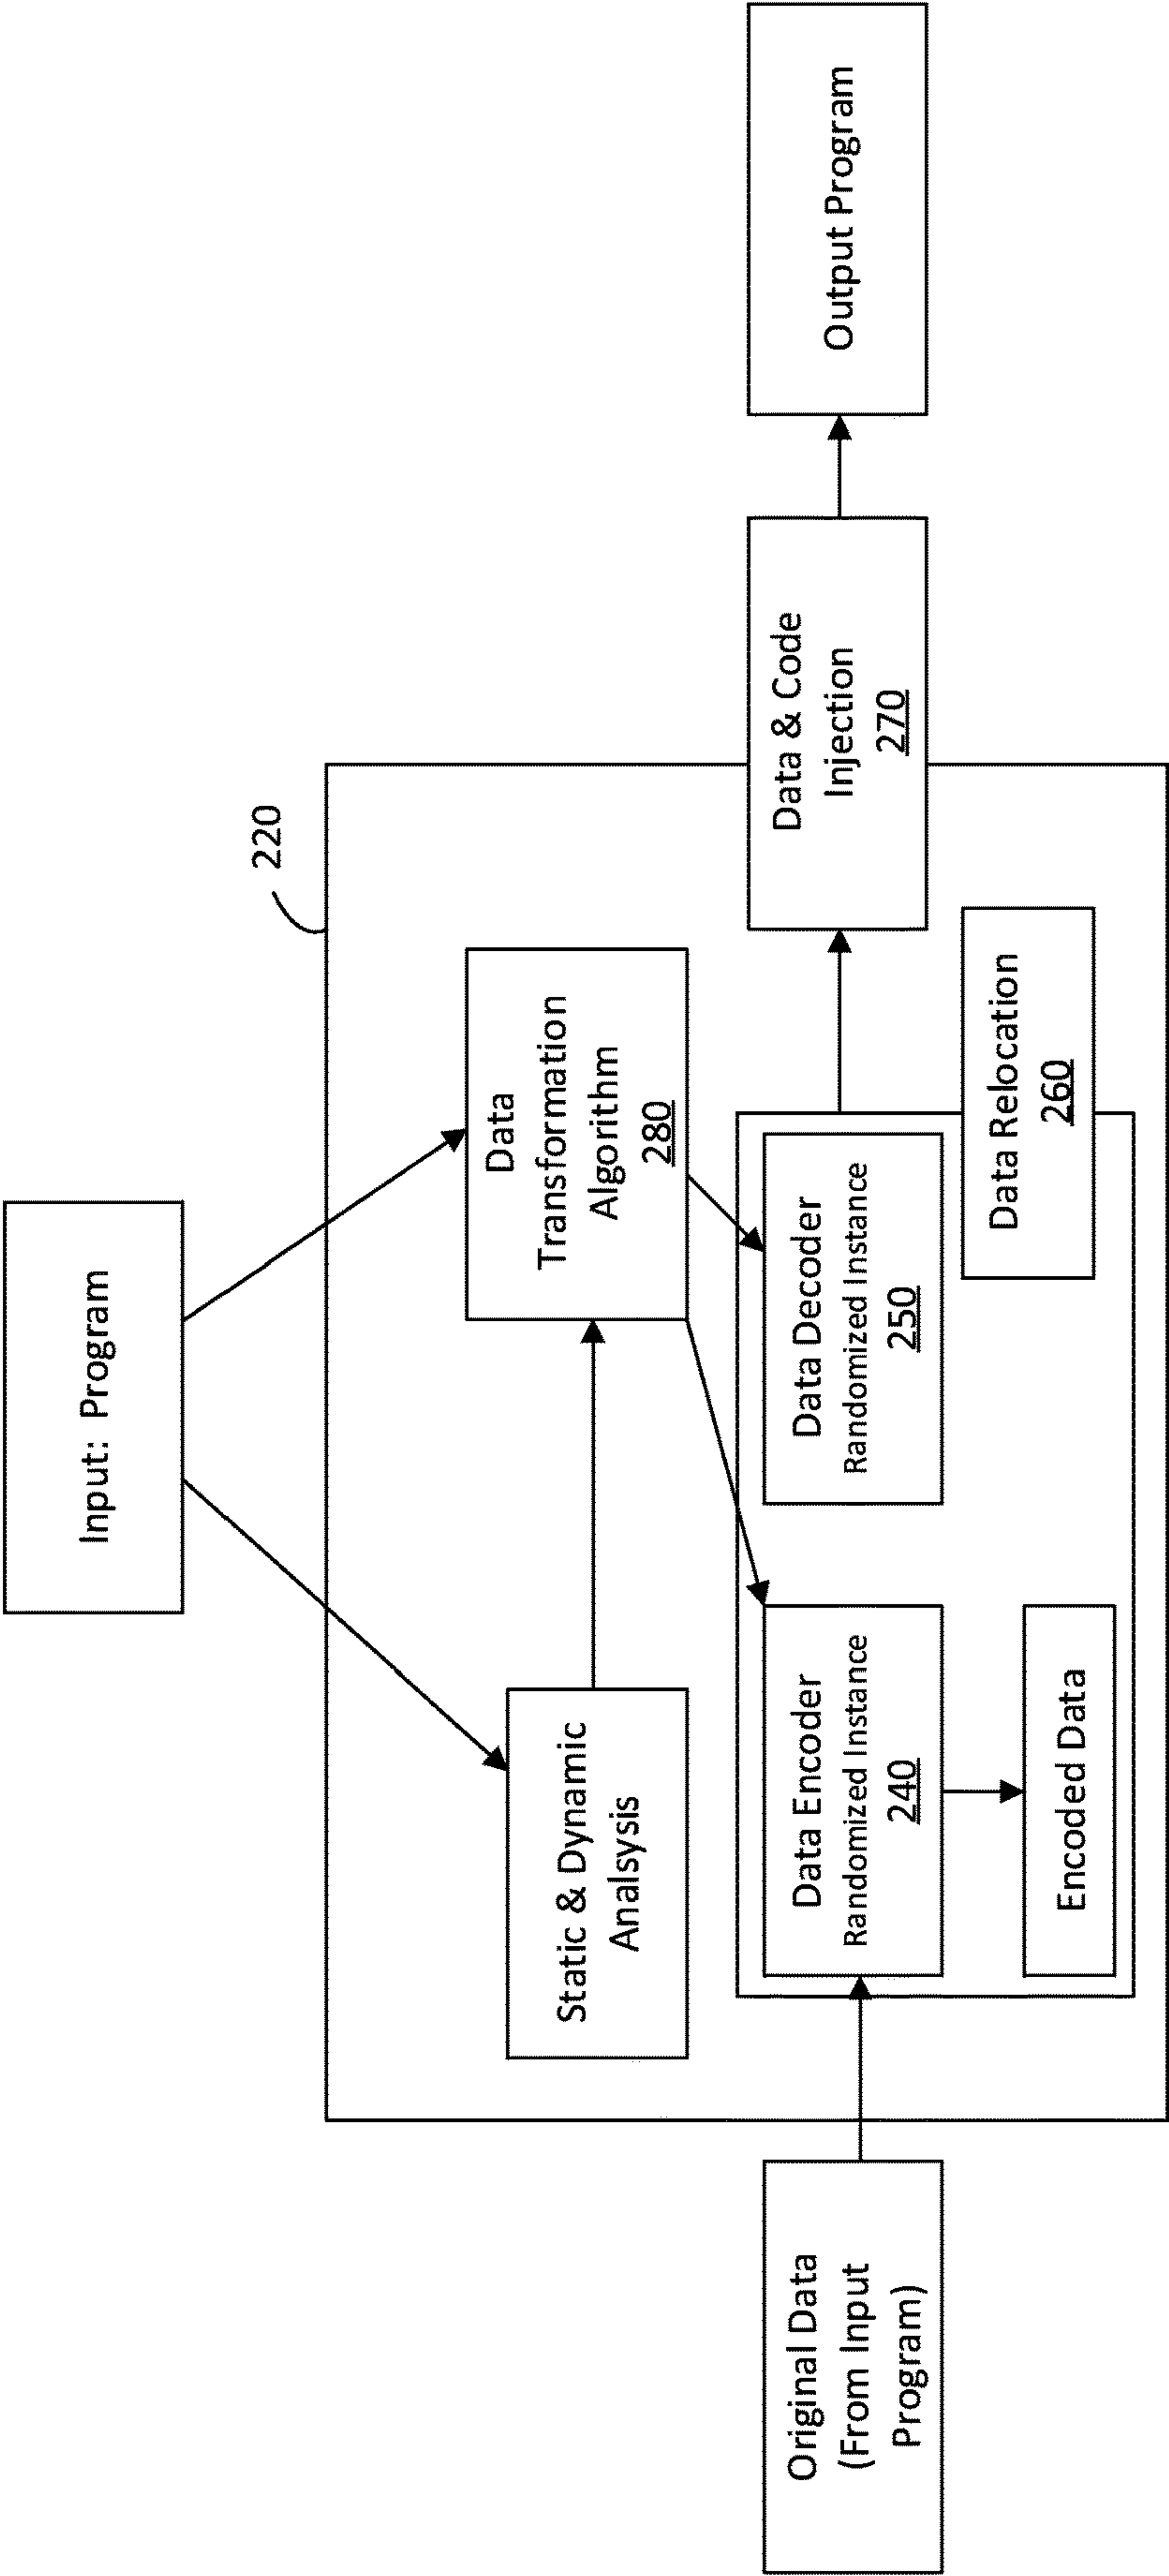 Input:  Program
220
Static & Dynamic
Analsysis
Data
Transformation
Algorithm
280
Original Data
(From Input
Program)
Data Encoder
Randomized Instance
240
Encoded Data
Data Decoder
Randomized Instance
250
Data Relocation
260
Data & Code
Injection
270
Output Program